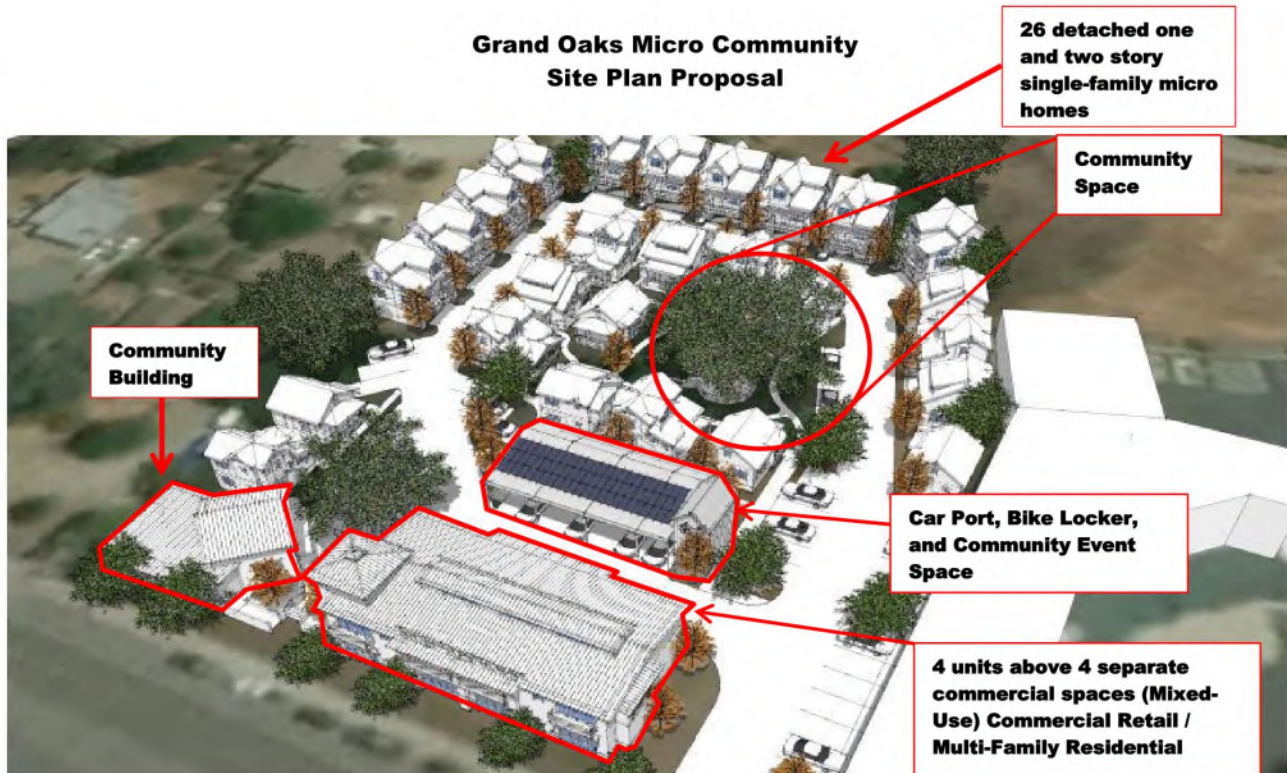 Grand Oaks Micro Community
Site Plan Proposal
26 detached one
and two story
single-family micro
homes
Community
Space
Community
Building
Car Port, Bike Locker,
and Community Event
Space
4 units above 4 separate
commercial spaces (Mixed-
Use) Commercial Retail /
Multi-Family Residential